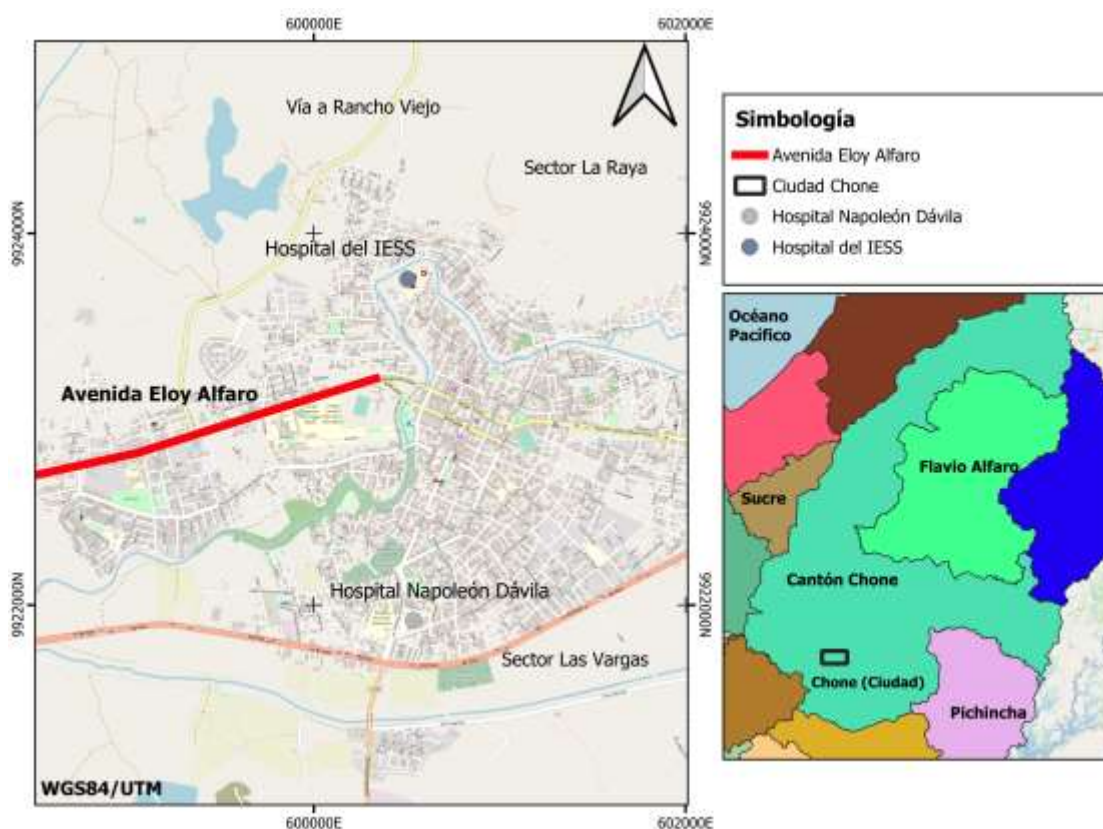 600000E
602000E
Vía a Rancho Viejo
Sector La Raya
9924000N
9924000N
Hospital del IESS
Avenida Eloy Alfaro
Hospital Napoleón Dávila
9922000N
9922000N
Sector Las Vargas
WGS84/UTM
600000E
602000E
Simbología
Avenida Eloy Alfaro
Ciudad Chone
Hospital Napoleón Dávila
Hospital del IESS
Océano
Pacifico
Flavio Alfaro
Sucre
Cantón Chone
Chone (Ciudad)
Pichincha